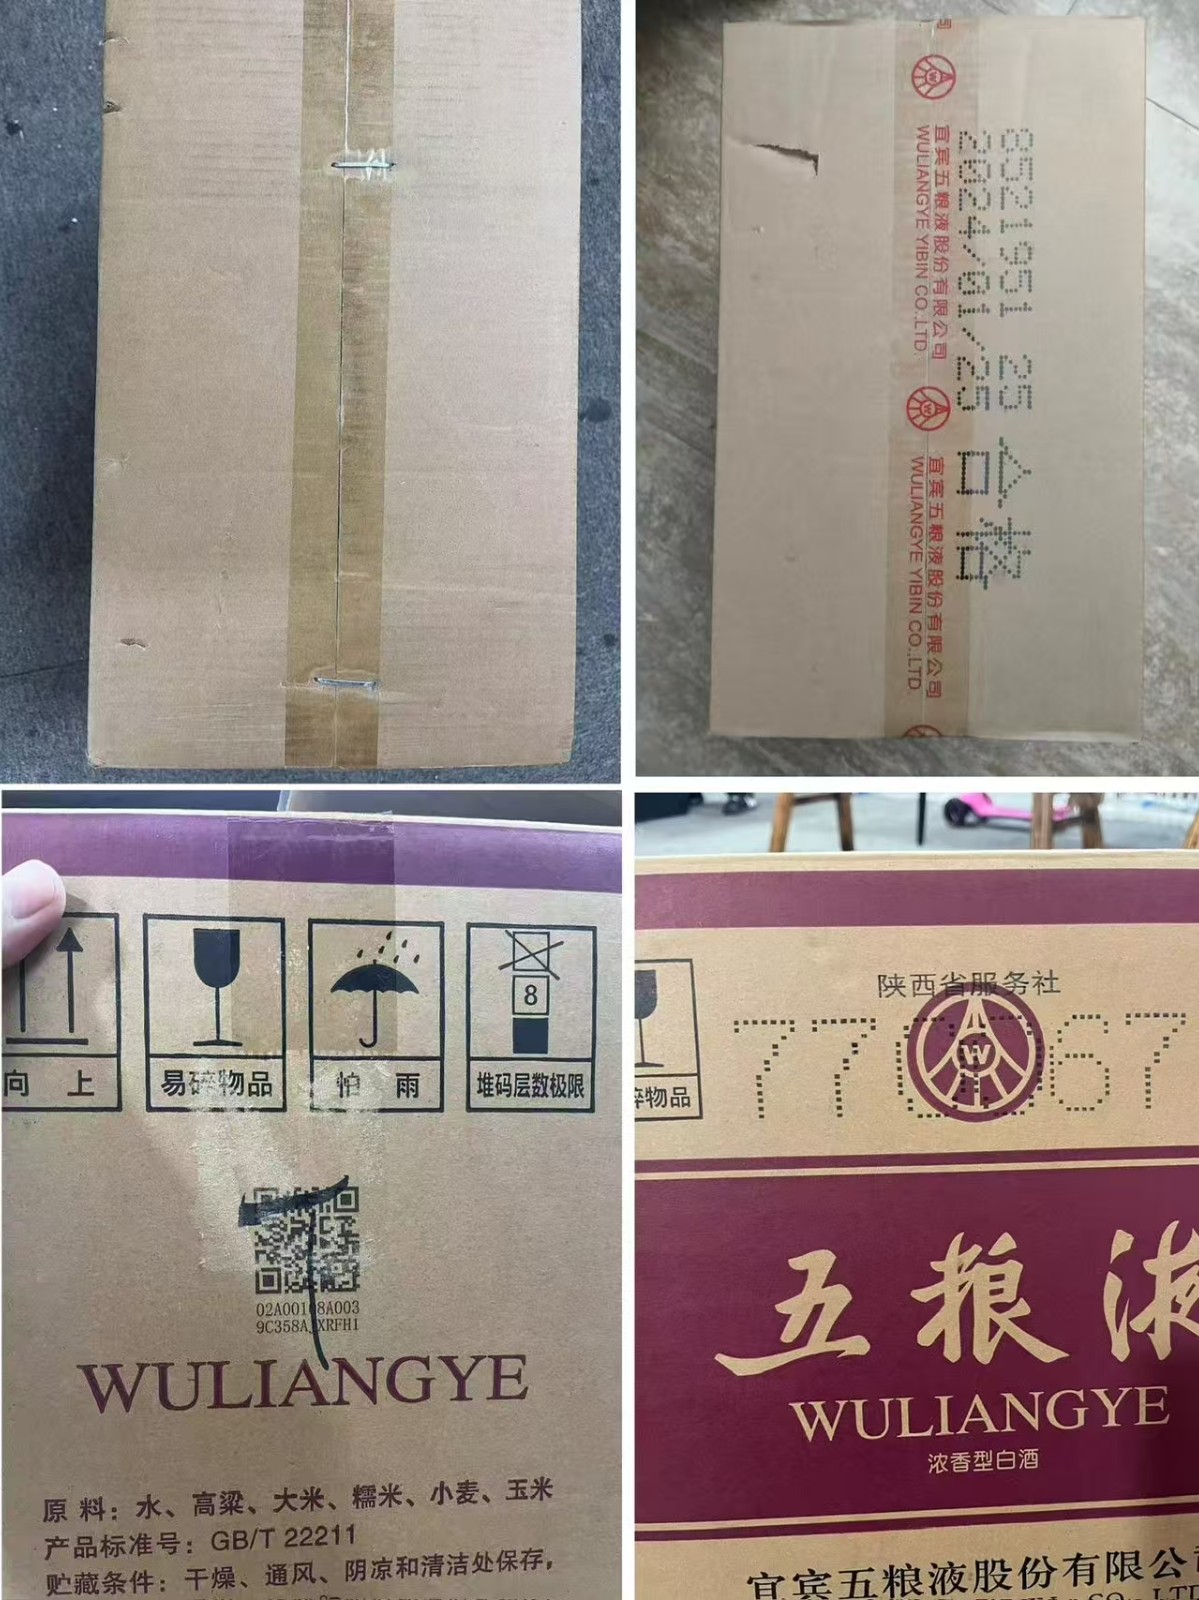 8521951 25 合格
2024/01/25
宜宾五粮液股份有限公司
WULIANGYE YIBIN CO.,LTD.
宜宾五粮液股份有限公司
WULIANGYE YIBIN CO.,LTD.
向 上
易碎物品
怕 雨
8
堆码层数极限
WULIANGYE
原 料：水、高粱、大米、糯米、小麦、玉米
产品标准号：GB/T 22211
贮藏条件：干燥、通风、阴凉和清洁处保存，
碎物品
陕西省服务社
W
五粮液
WULIANGYE
浓香型白酒
宜宾五粮液股份有限公